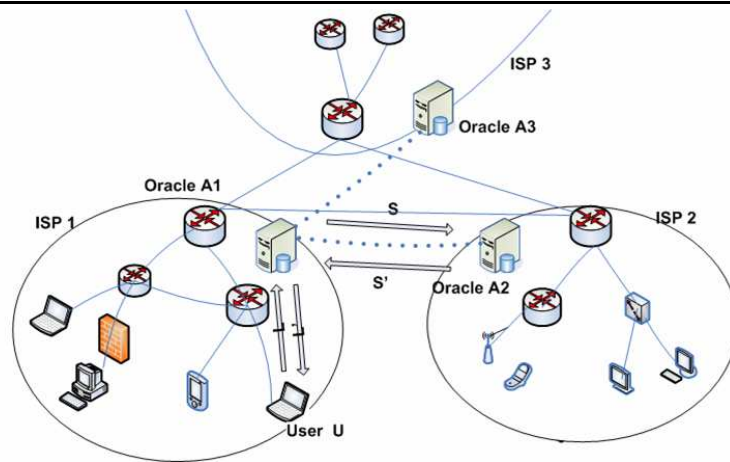 ISP 3
Oracle A3
Oracle A1
ISP 1
S
ISP 2
S'
Oracle A2
User U